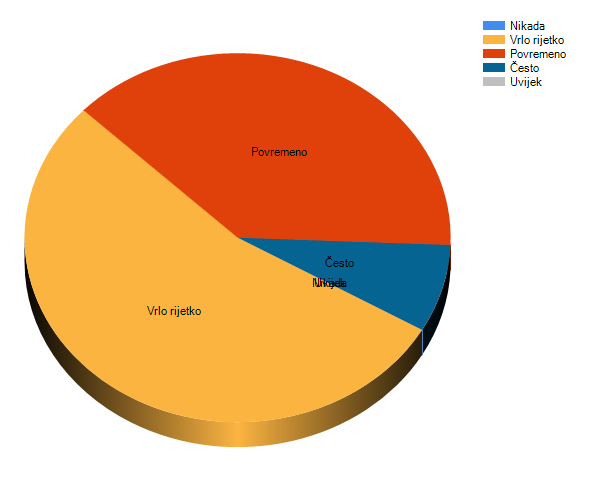 Nikada
Vrlo rijetko
Povremeno
Često
Uvijek
Povremeno
Često
Vrlo rijetko